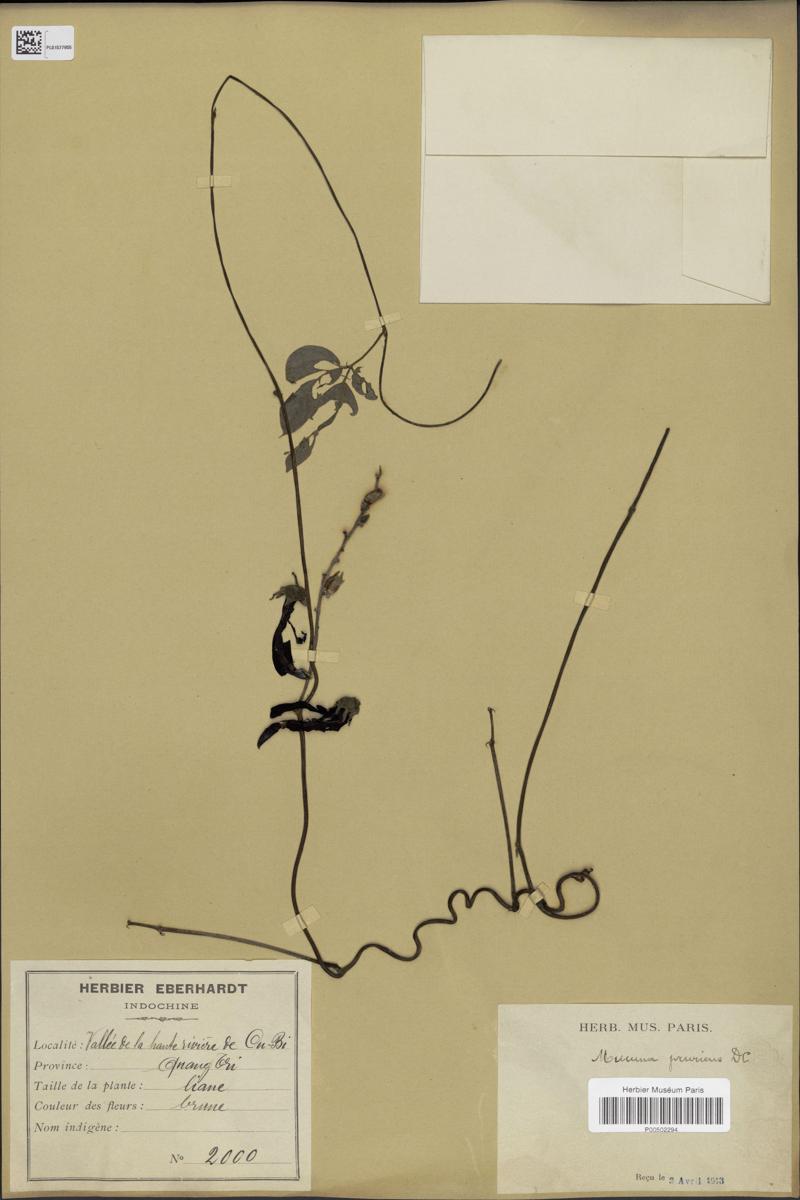 HERBIER EBERHARDT
INDOCHINE
Localité : Vallée de la haute rivière de Cu-Bi
Province : Quang Tri
Taille de la plante : liane
Couleur des fleurs : brune
Nom indigène :
No 2000
HERB. MUS. PARIS.
Mucuna pruriens DC
Herbier Muséum Paris
P00502294
Reçu le 3 Avril 1913